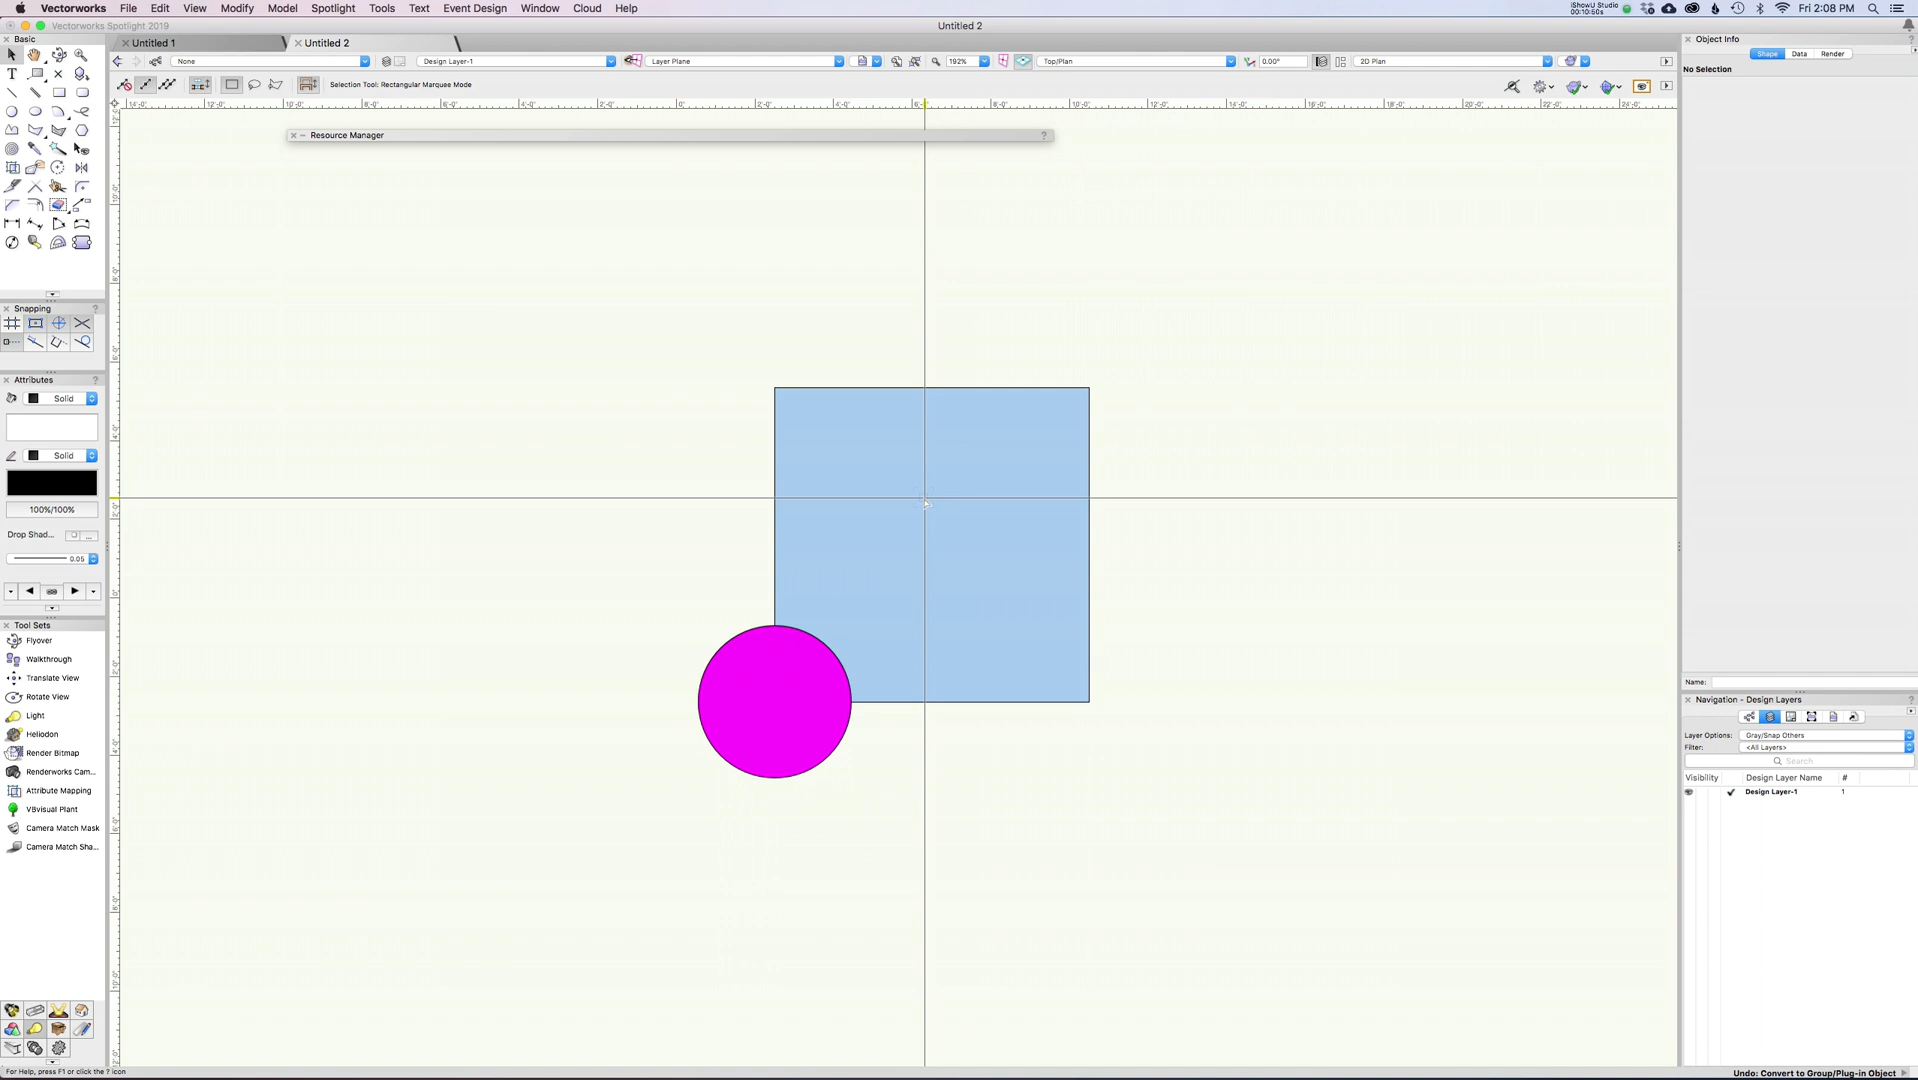 Vectorworks File Edit View Modify Model Spotlight Tools Text Event Design Window Cloud Help
iShowU Studio
00:10:50s
Fri 2:08 PM
Vectorworks Spotlight 2019
Untitled 2
Basic
Untitled 1
Untitled 2
Object Info
None
Design Layer-1
Layer Plane
192%
Top/Plan
0.00°
2D Plan
Shape
Data
Render
No Selection
Selection Tool: Rectangular Marquee Mode
Resource Manager
?
Snapping
?
Attributes
?
Solid
Solid
100%/100%
Drop Shad...
...
0.05
Tool Sets
Flyover
Walkthrough
Translate View
Rotate View
Light
Heliodon
Render Bitmap
Renderworks Cam...
Attribute Mapping
VBvisual Plant
Camera Match Mask
Camera Match Sha...
Name:
Navigation - Design Layers
?
Layer Options:
Gray/Snap Others
Filter:
<All Layers>
Search
Visibility
Design Layer Name
#
Design Layer-1
1
For Help, press F1 or click the ? icon
Undo: Convert to Group/Plug-in Object